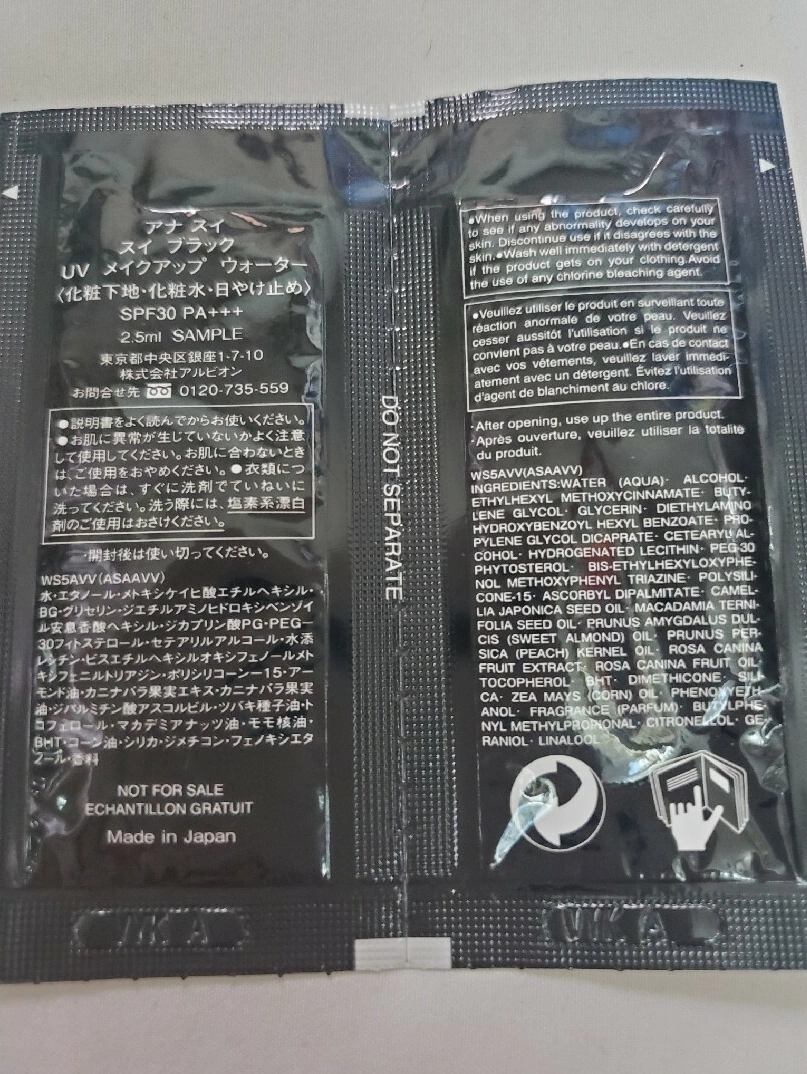 アナ スイ
スイ ブラック
UV メイクアップ ウォーター
〈化粧下地・化粧水・日やけ止め〉
SPF30 PA+++
2.5ml SAMPLE
東京都中央区銀座1-7-10
株式会社アルビオン
お問合せ先 0120-735-559
●説明書をよく読んでからお使いください。
●お肌に異常が生じていないかよく注意
して使用してください。お肌に合わないとき
は、ご使用をおやめください。●衣類につ
いた場合は、すぐに洗剤でていねいに
洗ってください。洗う際には、塩素系漂白
剤のご使用はおさけください。
・開封後は使い切ってください。
WS5AVV(ASAAVV)
水・エタノール・メトキシケイヒ酸エチルヘキシル・
BG・グリセリン・ジエチルアミノヒドロキシベンゾイ
ル安息香酸ヘキシル・ジカプリン酸PG・PEG－
30フィトステロール・セテアリルアルコール・水添
レシチン・ビスエチルヘキシルオキシフェノールメト
キシフェニルトリアジン・ポリシリコーン－15・アー
モンド油・カニナバラ果実エキス・カニナバラ果実
油・ジパルミチン酸アスコルビル・ツバキ種子油・ト
コフェロール・マカデミアナッツ油・モモ核油・
BHT・コーン油・シリカ・ジメチコン・フェノキシエタ
ノール・香料
NOT FOR SALE
ECHANTILLON GRATUIT
Made in Japan
DO NOT SEPARATE
●When using the product, check carefully
to see if any abnormality develops on your
skin. Discontinue use if it disagrees with the
skin.●Wash well immediately with detergent
if the product gets on your clothing.Avoid
the use of any chlorine bleaching agent.
●Veuillez utiliser le produit en surveillant toute
réaction anormale de votre peau. Veuillez
cesser aussitôt l'utilisation si le produit ne
convient pas à votre peau.●En cas de contact
avec vos vêtements, veuillez laver immédi-
atement avec un détergent. Évitez l'utilisation
d'agent de blanchiment au chlore.
·After opening, use up the entire product.
·Après ouverture, veuillez utiliser la totalité
du produit.
WS5AVV(ASAAVV)
INGREDIENTS:WATER (AQUA)· ALCOHOL·
ETHYLHEXYL METHOXYCINNAMATE· BUTY-
LENE GLYCOL· GLYCERIN· DIETHYLAMINO
HYDROXYBENZOYL HEXYL BENZOATE· PRO-
PYLENE GLYCOL DICAPRATE· CETEARYL AL-
COHOL· HYDROGENATED LECITHIN· PEG-30
PHYTOSTEROL· BIS-ETHYLHEXYLOXYPHE-
NOL METHOXYPHENYL TRIAZINE· POLYSILI-
CONE-15· ASCORBYL DIPALMITATE· CAMEL-
LIA JAPONICA SEED OIL· MACADAMIA TERNI-
FOLIA SEED OIL· PRUNUS AMYGDALUS DUL-
CIS (SWEET ALMOND) OIL· PRUNUS PER-
SICA (PEACH) KERNEL OIL· ROSA CANINA
FRUIT EXTRACT· ROSA CANINA FRUIT OIL·
TOCOPHEROL· BHT· DIMETHICONE· SILI-
CA· ZEA MAYS (CORN) OIL· PHENOXYETH-
ANOL· FRAGRANCE (PARFUM)· BUTYLPHE-
NYL METHYLPROPIONAL· CITRONELLOL· GE-
RANIOL· LINALOOL